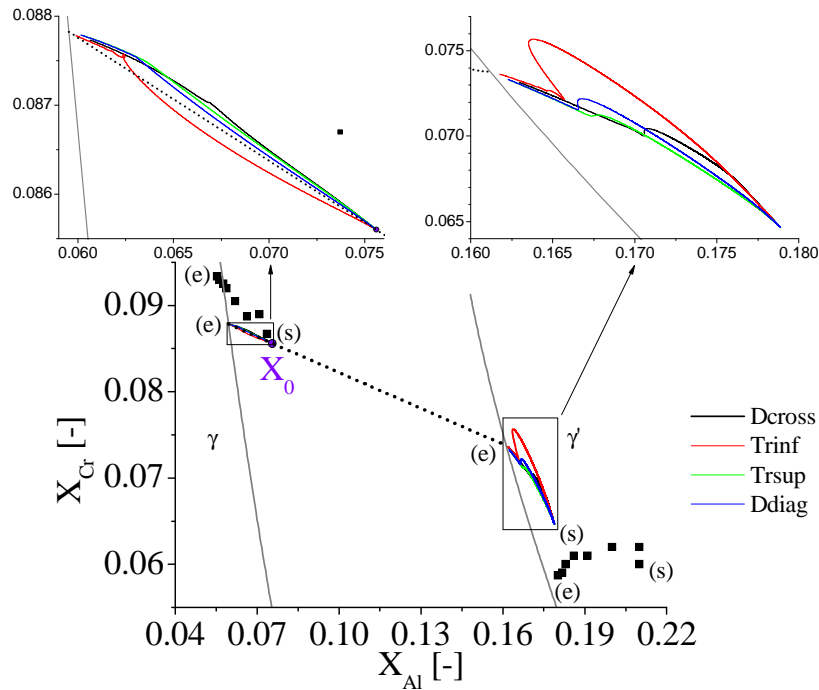 0.088
0.087
0.086
0.060 0.065 0.070 0.075
0.075
0.070
0.065
0.160 0.165 0.170 0.175 0.180
(e)
(e)
(s)
X0
γ
(e)
γ'
(s)
(e)
(s)
0.09
0.08
0.07
0.06
XCr [-]
0.04 0.07 0.10 0.13 0.16 0.19 0.22
XAl [-]
Dcross
Trinf
Trsup
Ddiag